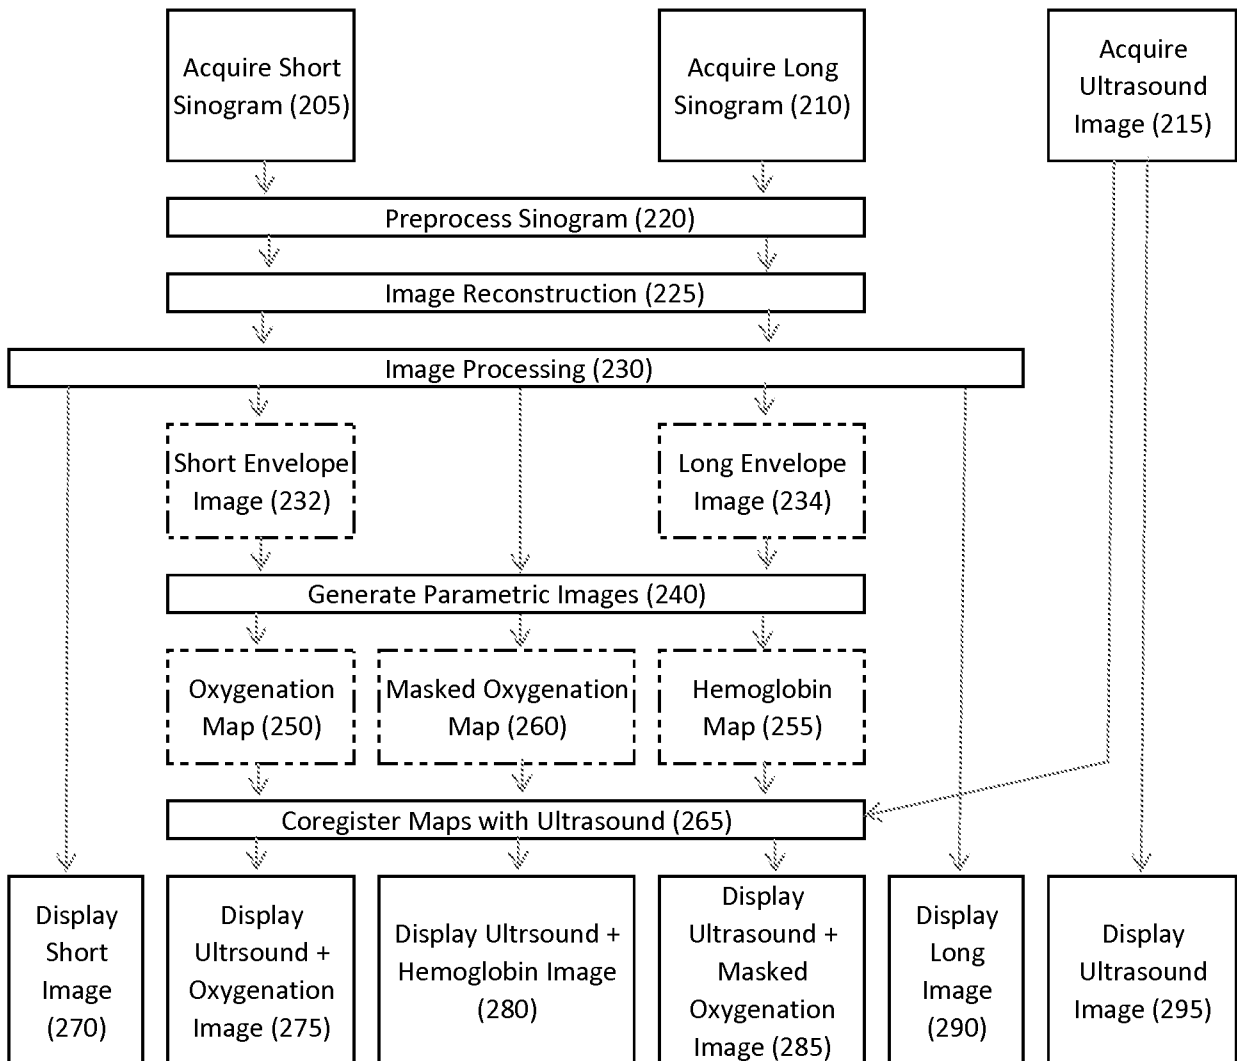 Acquire Short
Sinogram (205)
Acquire Long
Sinogram (210)
Acquire
Ultrasound
Image (215)
Preprocess Sinogram (220)
Image Reconstruction (225)
Image Processing (230)
Short Envelope
Image (232)
Long Envelope
Image (234)
Generate Parametric Images (240)
Oxygenation
Map (250)
Masked Oxygenation
Map (260)
Hemoglobin
Map (255)
Coregister Maps with Ultrasound (265)
Display
Short
Image
(270)
Display
Ultrsound +
Oxygenation
Image (275)
Display Ultrsound +
Hemoglobin Image
(280)
Display
Ultrasound +
Masked
Oxygenation
Image (285)
Display
Long
Image
(290)
Display
Ultrasound
Image (295)